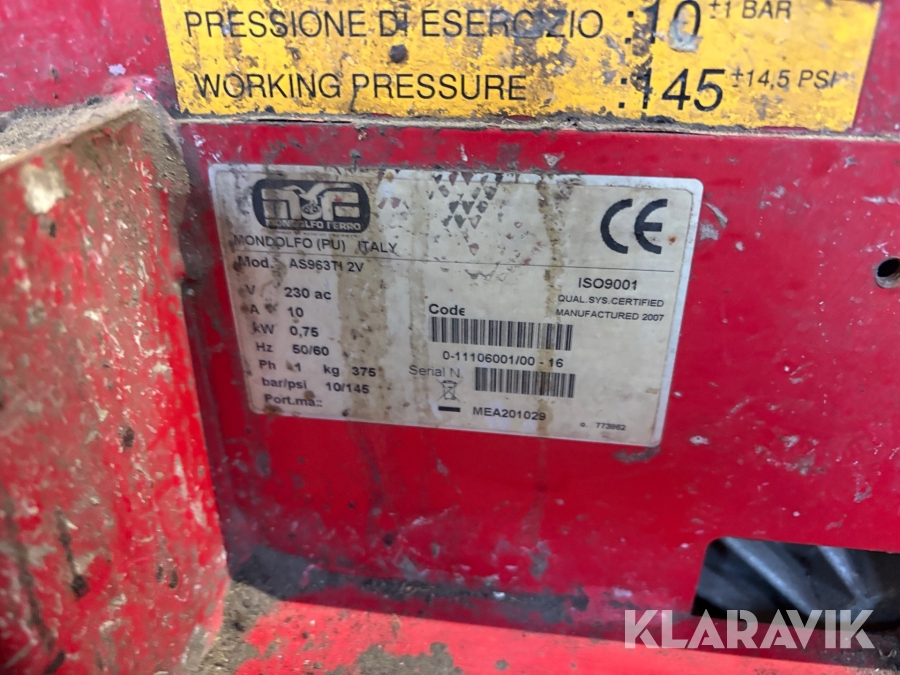 PRESSIONE DI ESERCIZIO :10 ±1 BAR
WORKING PRESSURE :145 ±14,5 PSI
MONDOLFO FERRO
MONDOLFO (PU) ITALY
Mod. AS963TI 2V
V 230 ac
A 10
kW 0,75
Hz 50/60
Ph 1 kg 375
bar/psi 10/145
Port.ma.:
CE
ISO9001
QUAL.SYS.CERTIFIED
MANUFACTURED 2007
Code
0-11106001/00 - 16
Serial N.
MEA201029
o. 773982
KLARAVIK